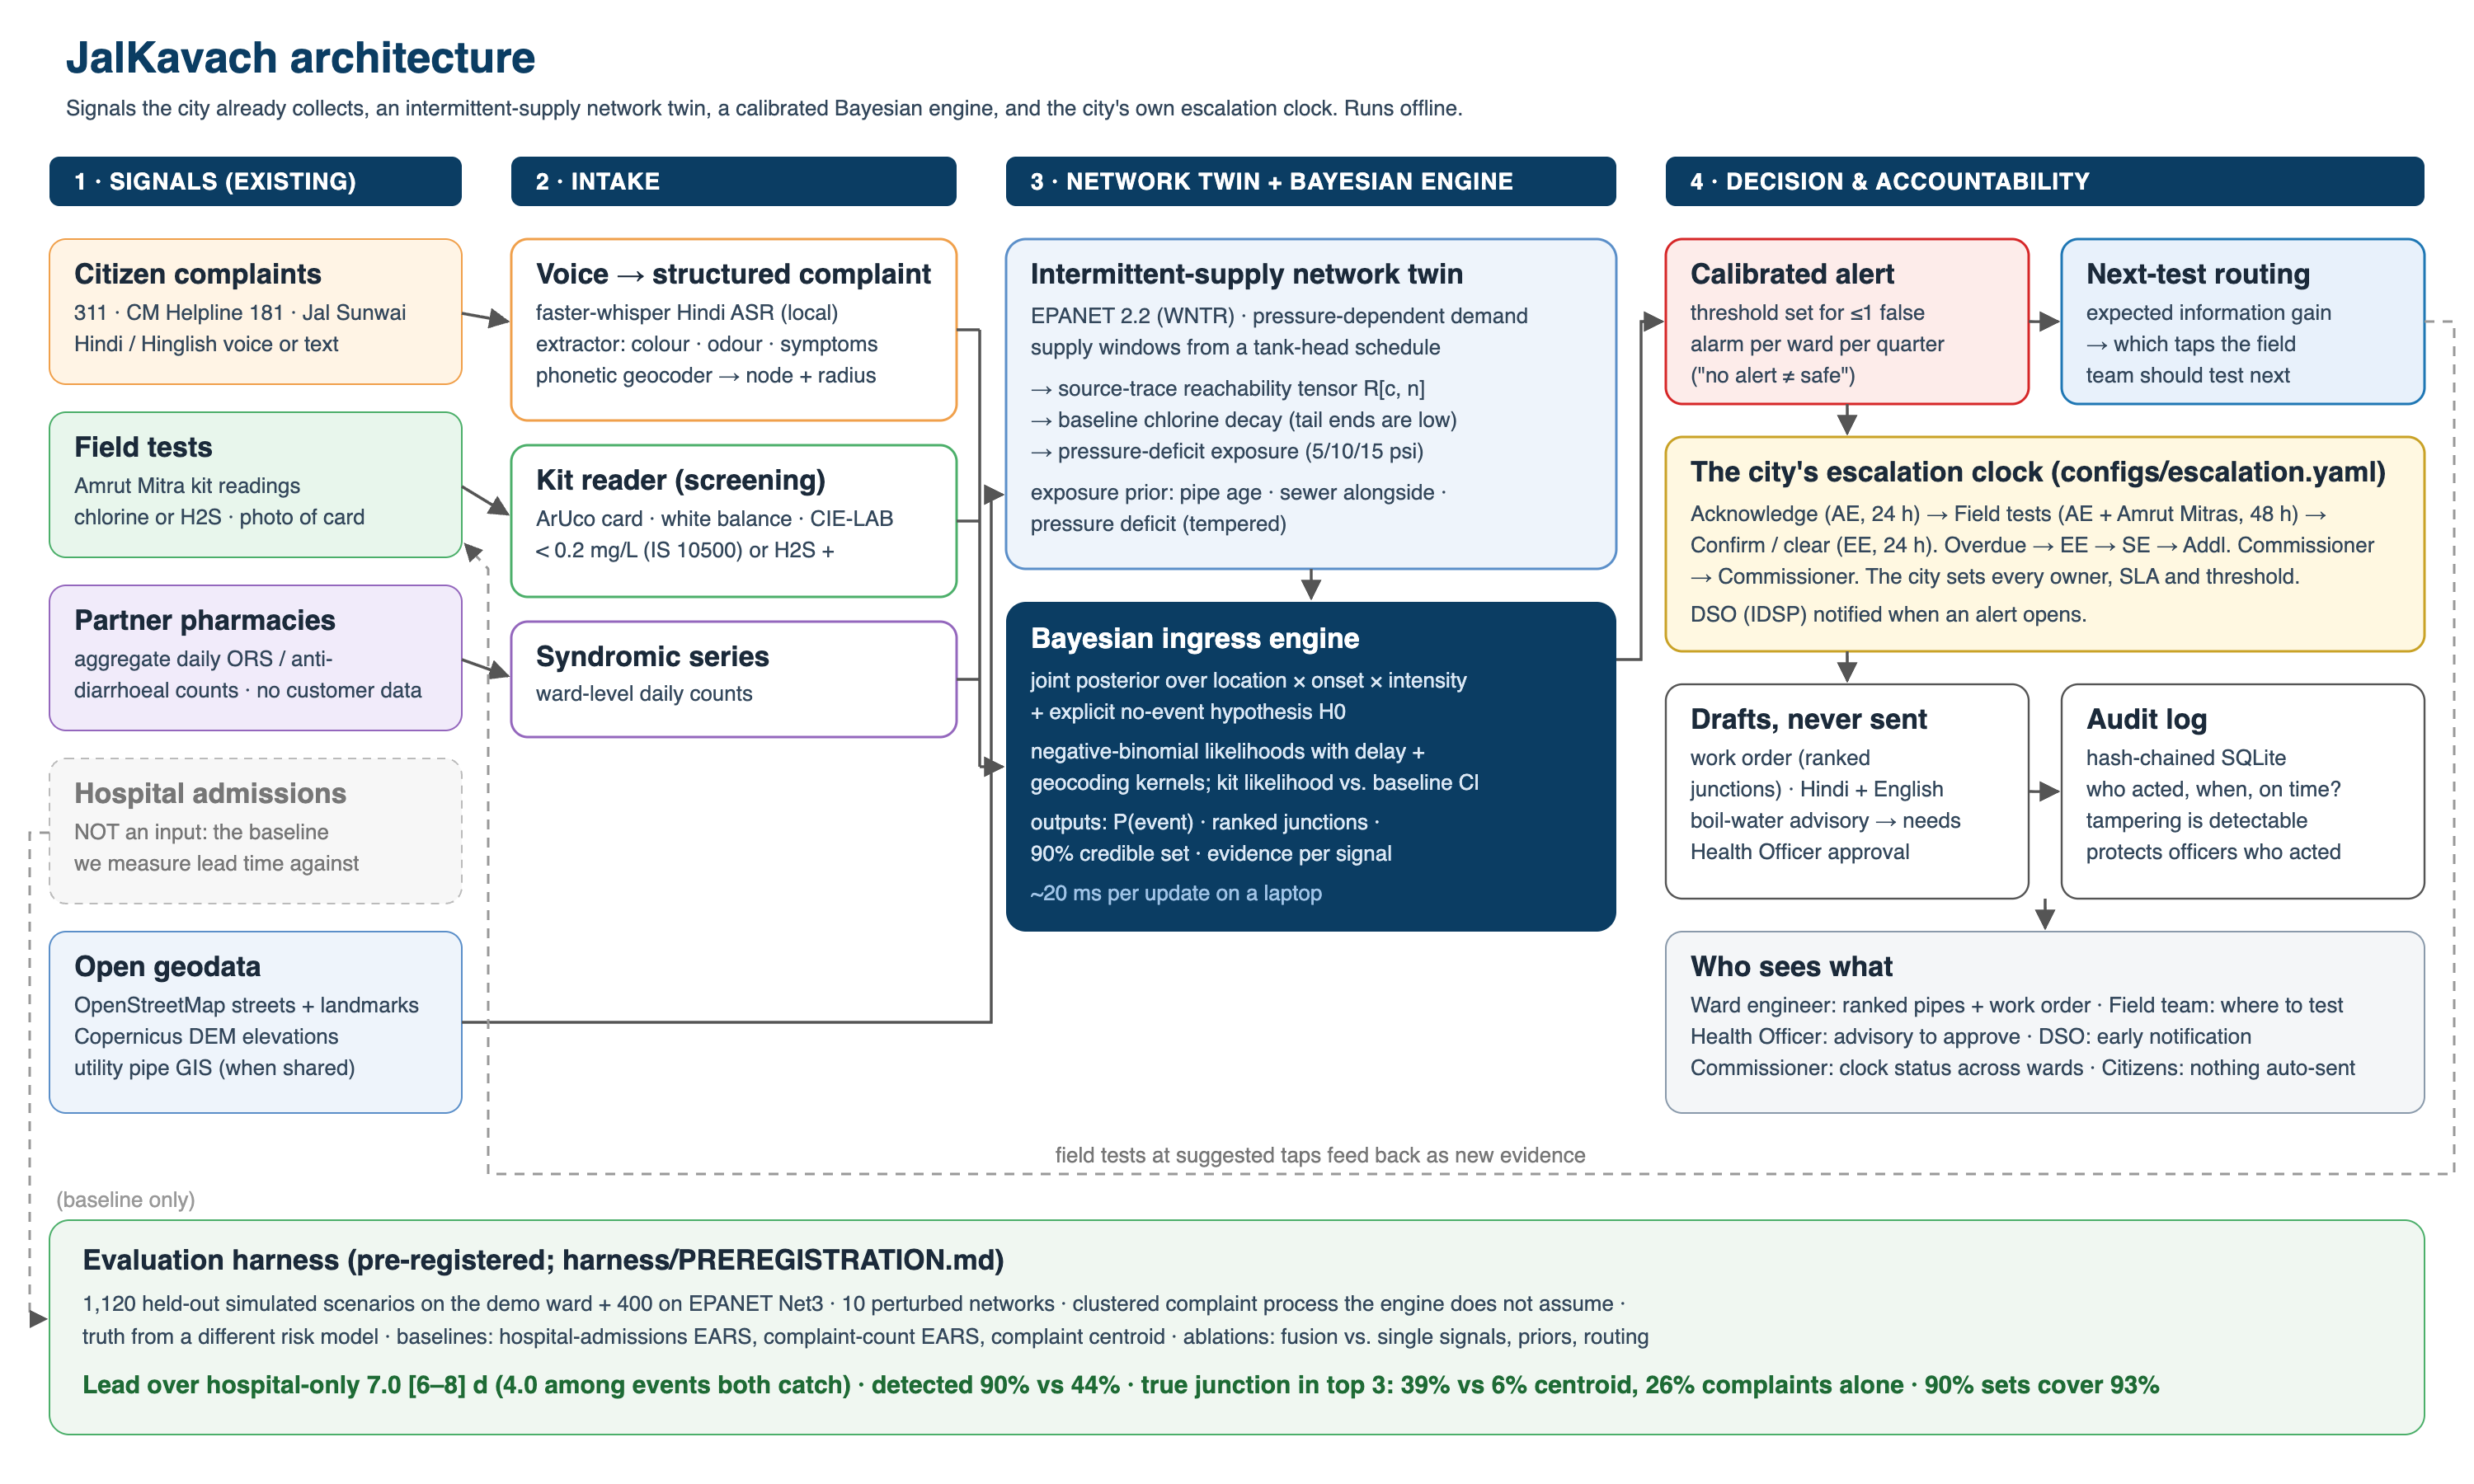 JalKavach architecture
Signals the city already collects, an intermittent-supply network twin, a calibrated Bayesian engine, and the city's own escalation clock. Runs offline.
1 · SIGNALS (EXISTING)
Citizen complaints
311 · CM Helpline 181 · Jal Sunwai
Hindi / Hinglish voice or text
Field tests
Amrut Mitra kit readings
chlorine or H2S · photo of card
Partner pharmacies
aggregate daily ORS / anti-
diarrhoeal counts · no customer data
Hospital admissions
NOT an input: the baseline
we measure lead time against
Open geodata
OpenStreetMap streets + landmarks
Copernicus DEM elevations
utility pipe GIS (when shared)
2 · INTAKE
Voice → structured complaint
faster-whisper Hindi ASR (local)
extractor: colour · odour · symptoms
phonetic geocoder → node + radius
Kit reader (screening)
ArUco card · white balance · CIE-LAB
< 0.2 mg/L (IS 10500) or H2S +
Syndromic series
ward-level daily counts
3 · NETWORK TWIN + BAYESIAN ENGINE
Intermittent-supply network twin
EPANET 2.2 (WNTR) · pressure-dependent demand
supply windows from a tank-head schedule
→ source-trace reachability tensor R[c, n]
→ baseline chlorine decay (tail ends are low)
→ pressure-deficit exposure (5/10/15 psi)
exposure prior: pipe age · sewer alongside ·
pressure deficit (tempered)
Bayesian ingress engine
joint posterior over location × onset × intensity
+ explicit no-event hypothesis H0
negative-binomial likelihoods with delay +
geocoding kernels; kit likelihood vs. baseline Cl
outputs: P(event) · ranked junctions ·
90% credible set · evidence per signal
~20 ms per update on a laptop
4 · DECISION & ACCOUNTABILITY
Calibrated alert
threshold set for ≤1 false
alarm per ward per quarter
("no alert ≠ safe")
Next-test routing
expected information gain
→ which taps the field
team should test next
The city's escalation clock (configs/escalation.yaml)
Acknowledge (AE, 24 h) → Field tests (AE + Amrut Mitras, 48 h) →
Confirm / clear (EE, 24 h). Overdue → EE → SE → Addl. Commissioner
→ Commissioner. The city sets every owner, SLA and threshold.
DSO (IDSP) notified when an alert opens.
Drafts, never sent
work order (ranked
junctions) · Hindi + English
boil-water advisory → needs
Health Officer approval
Audit log
hash-chained SQLite
who acted, when, on time?
tampering is detectable
protects officers who acted
Who sees what
Ward engineer: ranked pipes + work order · Field team: where to test
Health Officer: advisory to approve · DSO: early notification
Commissioner: clock status across wards · Citizens: nothing auto-sent
field tests at suggested taps feed back as new evidence
(baseline only)
Evaluation harness (pre-registered; harness/PREREGISTRATION.md)
1,120 held-out simulated scenarios on the demo ward + 400 on EPANET Net3 · 10 perturbed networks · clustered complaint process the engine does not assume ·
truth from a different risk model · baselines: hospital-admissions EARS, complaint-count EARS, complaint centroid · ablations: fusion vs. single signals, priors, routing
Lead over hospital-only 7.0 [6–8] d (4.0 among events both catch) · detected 90% vs 44% · true junction in top 3: 39% vs 6% centroid, 26% complaints alone · 90% sets cover 93%